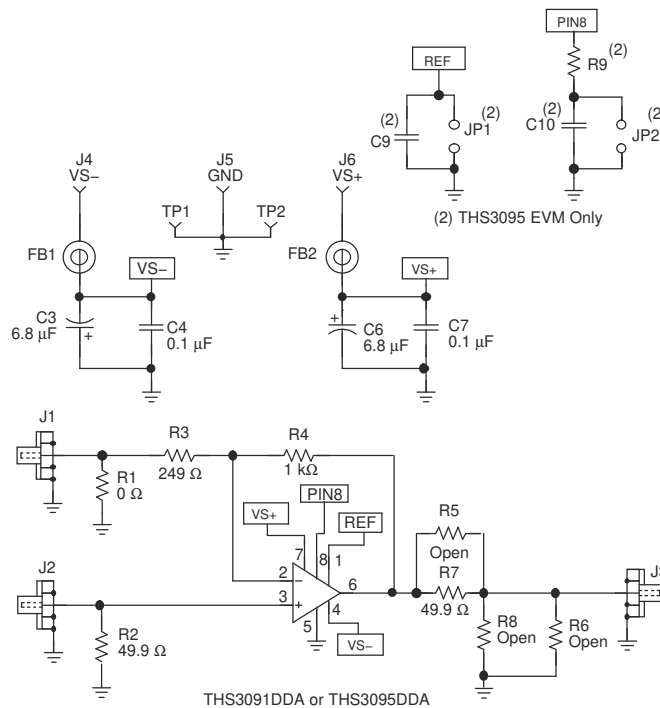 PIN8
REF
R9
(2)
(2)
C9
(2)
JP1
(2)
C10
(2
JP2
J4
VS−
J5
GND
J6
VS+
TP1
TP2
(2) THS3095 EVM Only
FB1
VS−
FB2
VS+
C3
6.8 µF
+
C4
0.1 µF
+
C6
6.8 µF
C7
0.1 µF
J1
R3
249 Ω
R4
1 kΩ
R1
0 Ω
VS+
PIN8
REF
7
8
1
R5
Open
J2
2
−
3
+
6
5
4
R7
49.9 Ω
VS−
R2
49.9 Ω
R8
Open
R6
Open
THS3091DDA or THS3095DDA